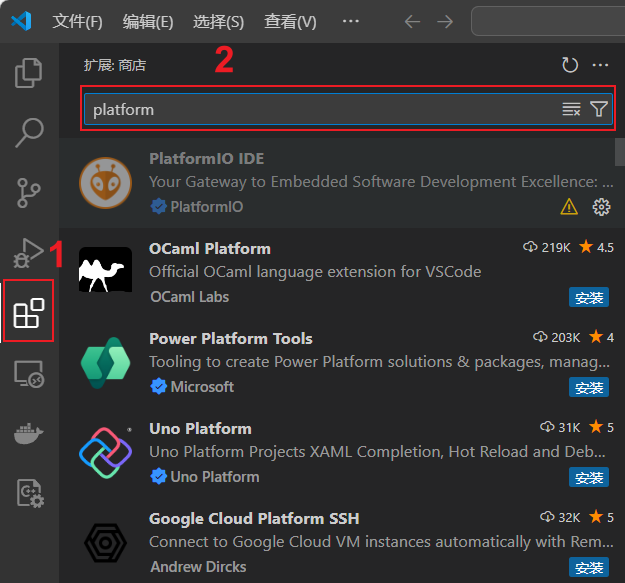 文件(F) 编辑(E) 选择(S) 查看(V) ···
扩展: 商店
2
platform
PlatformIO IDE
Your Gateway to Embedded Software Development Excellence: ...
PlatformIO
1
OCaml Platform 219K 4.5
Official OCaml language extension for VSCode
OCaml Labs 安装
Power Platform Tools 203K 4
Tooling to create Power Platform solutions & packages, manag...
Microsoft 安装
Uno Platform 31K 5
Uno Platform Projects XAML Completion, Hot Reload and Deb...
Uno Platform 安装
Google Cloud Platform SSH 32K 5
Connect to Google Cloud VM instances automatically with Rem...
Andrew Dircks 安装